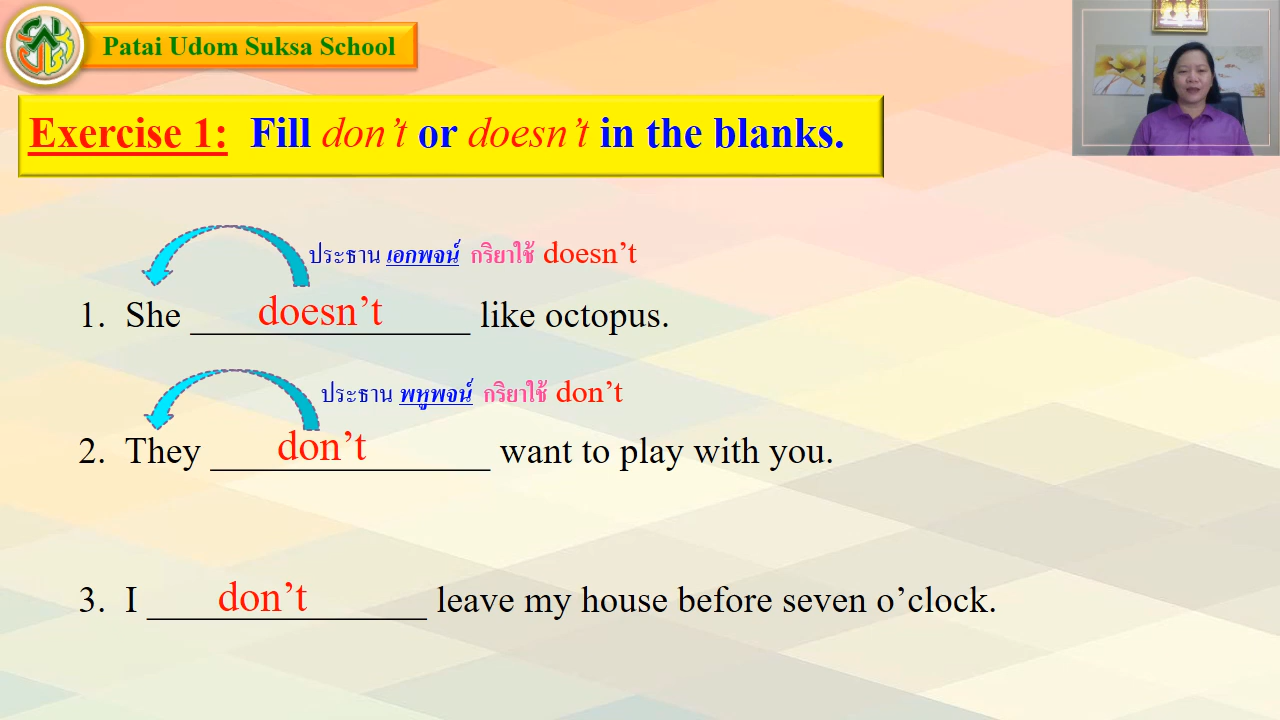 Patai Udom Suksa School
Exercise 1: Fill don’t or doesn’t in the blanks.
ประธาน เอกพจน์ กริยาใช้ doesn’t
1. She _______________ doesn’t like octopus.
ประธาน พหูพจน์ กริยาใช้ don’t
2. They _______________ don’t want to play with you.
3. I _______________ don’t leave my house before seven o’clock.